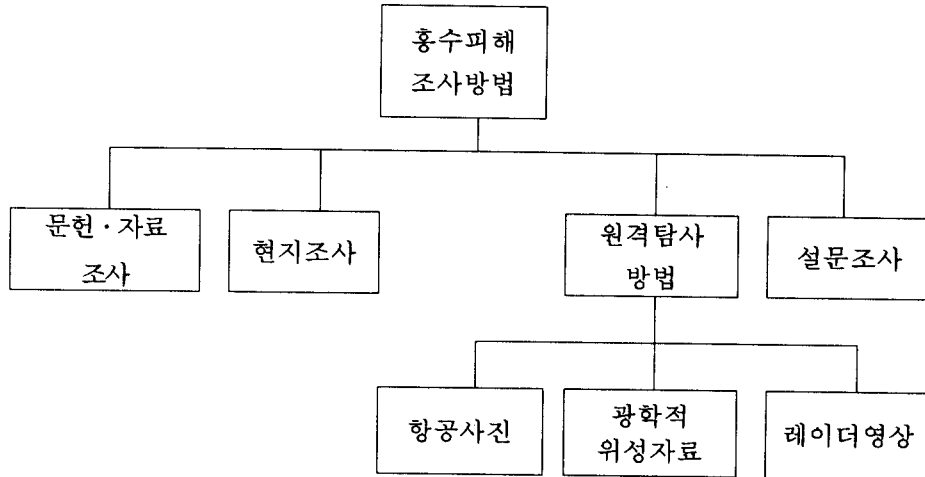 홍수피해
조사방법
문헌·자료
조사
현지조사
원격탐사
방법
설문조사
항공사진
광학적
위성자료
레이더영상